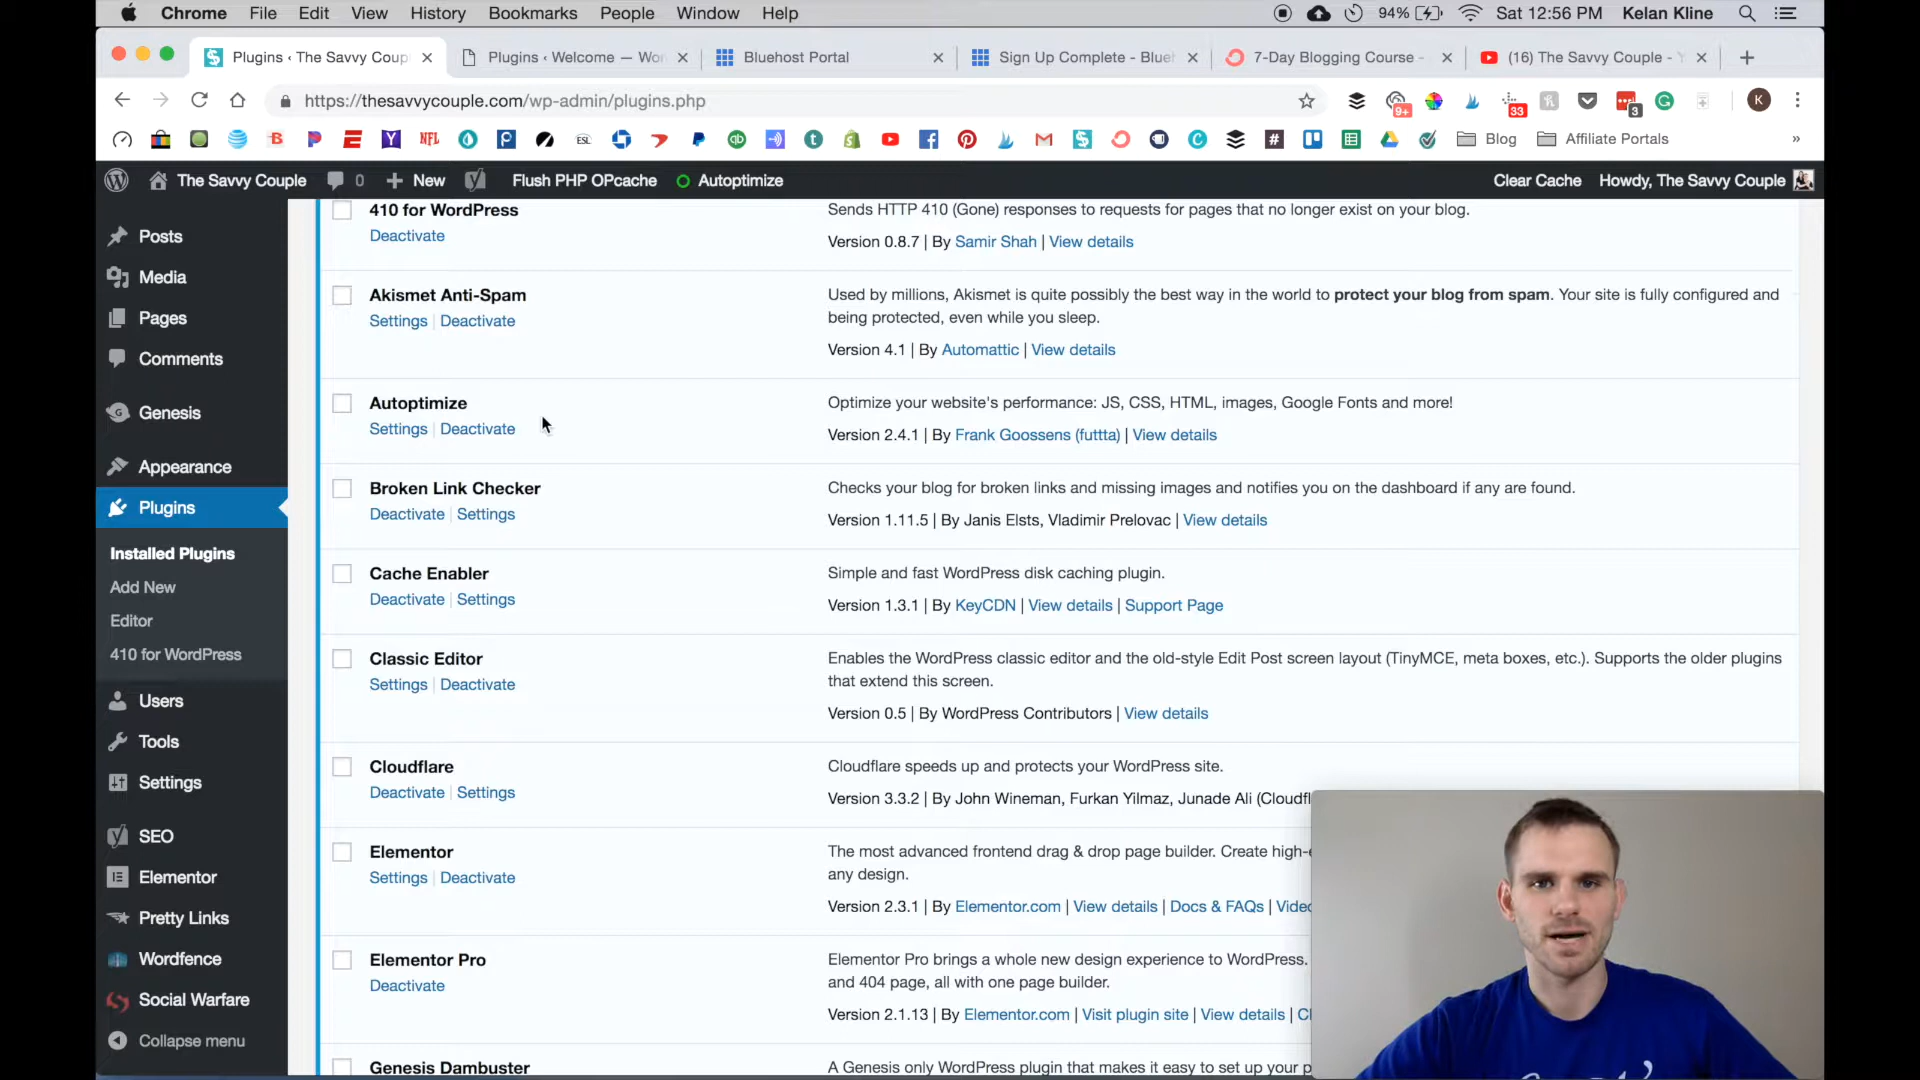 Chrome File Edit View History Bookmarks People Window Help 94% Sat 12:56 PM Kelan Kline
Plugins ‹ The Savvy Coup Plugins ‹ Welcome — Wor Bluehost Portal Sign Up Complete - Blueh 7-Day Blogging Course - (16) The Savvy Couple - Y
https://thesavvycouple.com/wp-admin/plugins.php 9+ 33 3 K
NFL ESL Blog Affiliate Portals »
The Savvy Couple 0 New Flush PHP OPcache Autoptimize Clear Cache Howdy, The Savvy Couple
Posts
Media
Pages
Comments
Genesis
Appearance
Plugins
Installed Plugins
Add New
Editor
410 for WordPress
Users
Tools
Settings
SEO
Elementor
Pretty Links
Wordfence
Social Warfare
Collapse menu
410 for WordPress
Deactivate
Sends HTTP 410 (Gone) responses to requests for pages that no longer exist on your blog.
Version 0.8.7 | By Samir Shah | View details
Akismet Anti-Spam
Settings | Deactivate
Used by millions, Akismet is quite possibly the best way in the world to protect your blog from spam. Your site is fully configured and
being protected, even while you sleep.
Version 4.1 | By Automattic | View details
Autoptimize
Settings | Deactivate
Optimize your website's performance: JS, CSS, HTML, images, Google Fonts and more!
Version 2.4.1 | By Frank Goossens (futtta) | View details
Broken Link Checker
Deactivate | Settings
Checks your blog for broken links and missing images and notifies you on the dashboard if any are found.
Version 1.11.5 | By Janis Elsts, Vladimir Prelovac | View details
Cache Enabler
Deactivate | Settings
Simple and fast WordPress disk caching plugin.
Version 1.3.1 | By KeyCDN | View details | Support Page
Classic Editor
Settings | Deactivate
Enables the WordPress classic editor and the old-style Edit Post screen layout (TinyMCE, meta boxes, etc.). Supports the older plugins
that extend this screen.
Version 0.5 | By WordPress Contributors | View details
Cloudflare
Deactivate | Settings
Cloudflare speeds up and protects your WordPress site.
Version 3.3.2 | By John Wineman, Furkan Yilmaz, Junade Ali (Cloudfl
Elementor
Settings | Deactivate
The most advanced frontend drag & drop page builder. Create high-e
any design.
Version 2.3.1 | By Elementor.com | View details | Docs & FAQs | Video
Elementor Pro
Deactivate
Elementor Pro brings a whole new design experience to WordPress.
and 404 page, all with one page builder.
Version 2.1.13 | By Elementor.com | Visit plugin site | View details | Cl
Genesis Dambuster
A Genesis only WordPress plugin that makes it easy to set up your p